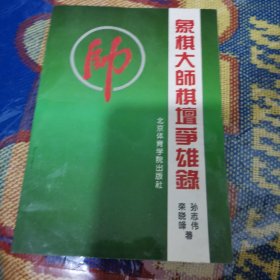 帥
象棋大師棋壇爭雄錄
孙志伟
栾晓峰 著
北京体育学院出版社